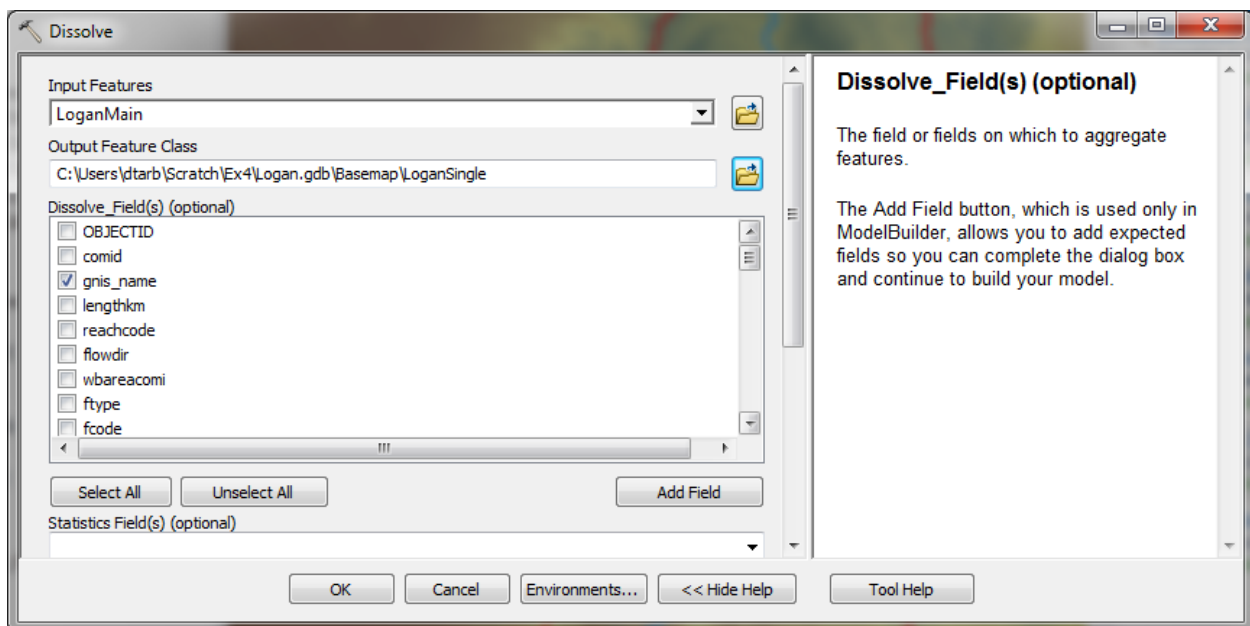 Dissolve
Input Features
LoganMain
Output Feature Class
C:\Users\dtarb\Scratch\Ex4\Logan.gdb\Basemap\LoganSingle
Dissolve_Field(s) (optional)
OBJECTID
comid
gnis_name
lengthkm
reachcode
flowdir
wbareacomi
ftype
fcode
Select All
Unselect All
Add Field
Statistics Field(s) (optional)
OK
Cancel
Environments...
<< Hide Help
Tool Help
Dissolve_Field(s) (optional)
The field or fields on which to aggregate
features.
The Add Field button, which is used only in
ModelBuilder, allows you to add expected
fields so you can complete the dialog box
and continue to build your model.